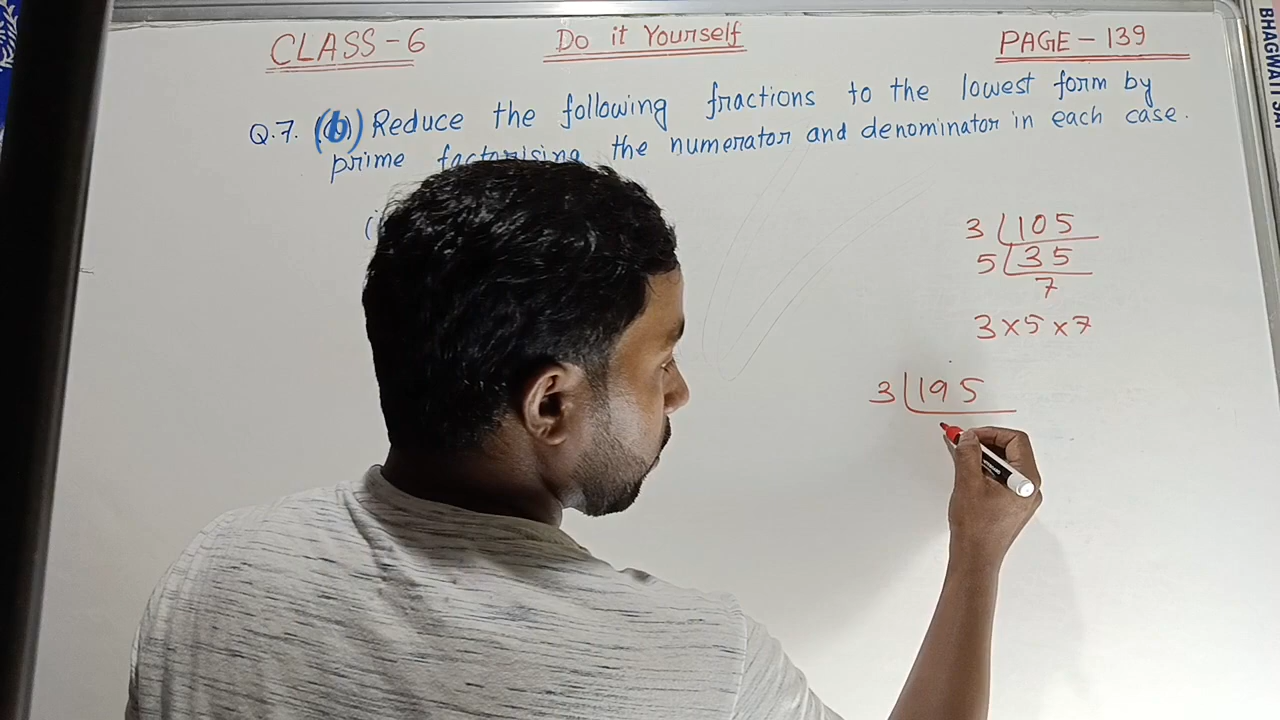 CLASS-6 Do it Yourself PAGE-139
Q.7. (b) Reduce the following fractions to the lowest form by
prime factorising the numerator and denominator in each case.
3 105
5 35
7
3×5×7
3 195
BHAGWATI